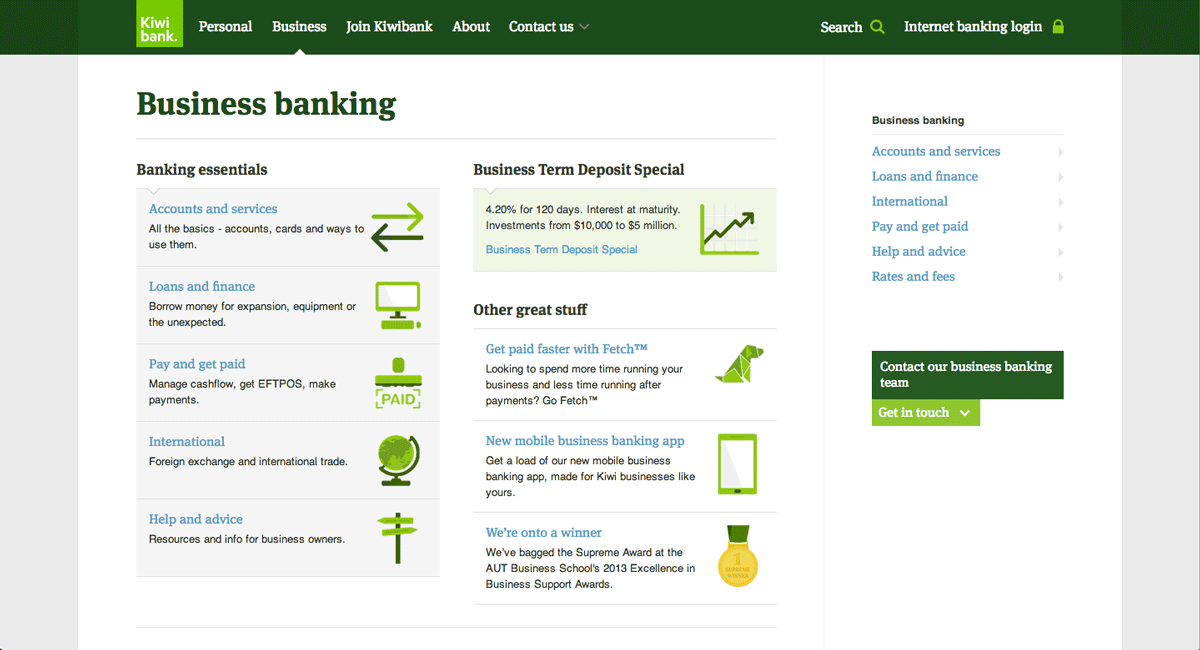 Kiwi
bank.
Personal
Business
Join Kiwibank
About
Contact us
Search
Internet banking login
Business banking
Banking essentials
Accounts and services
All the basics - accounts, cards and ways to
use them.
Loans and finance
Borrow money for expansion, equipment or
the unexpected.
Pay and get paid
Manage cashflow, get EFTPOS, make
payments.
PAID
International
Foreign exchange and international trade.
Help and advice
Resources and info for business owners.
Business Term Deposit Special
4.20% for 120 days. Interest at maturity.
Investments from $10,000 to $5 million.
Business Term Deposit Special
Other great stuff
Get paid faster with Fetch™
Looking to spend more time running your
business and less time running after
payments? Go Fetch™
New mobile business banking app
Get a load of our new mobile business
banking app, made for Kiwi businesses like
yours.
We're onto a winner
We've bagged the Supreme Award at the
AUT Business School's 2013 Excellence in
Business Support Awards.
1
SUPREME
WINNER
Business banking
Accounts and services
Loans and finance
International
Pay and get paid
Help and advice
Rates and fees
Contact our business banking
team
Get in touch